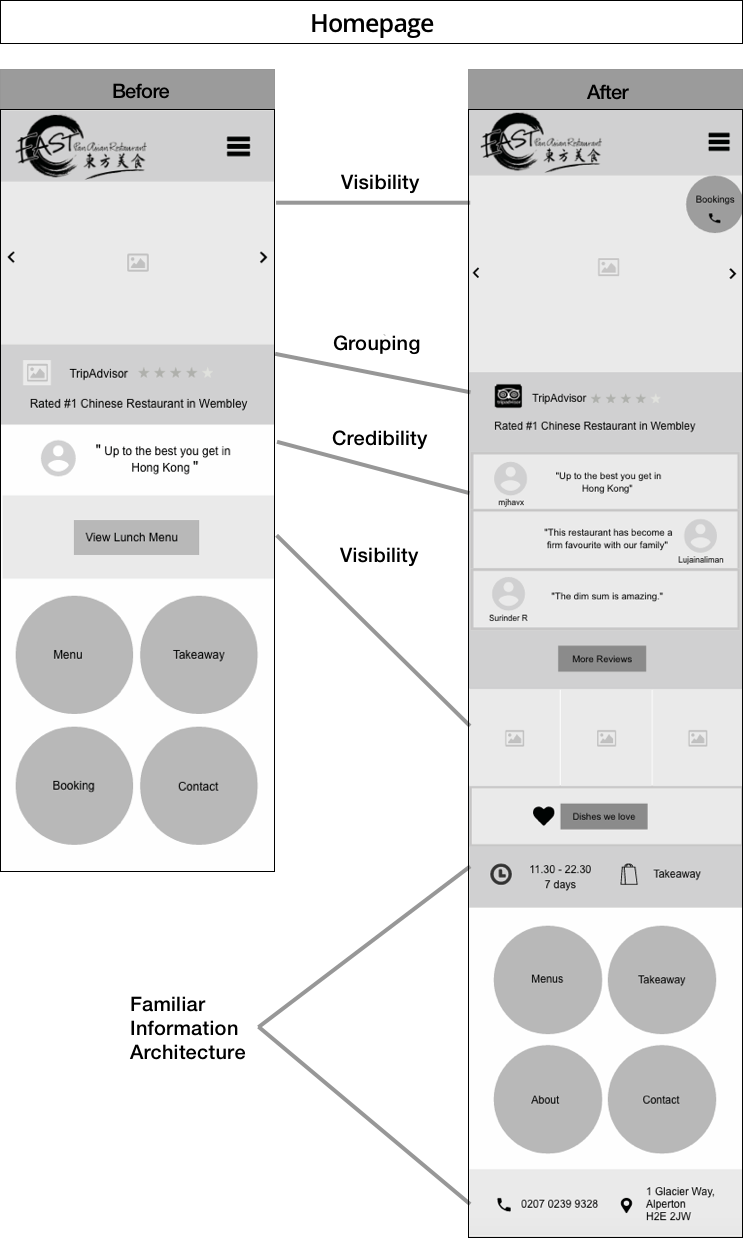 Homepage
Before
EAST Pan Asian Restaurant
東方美食
" Up to the best you get in
Hong Kong "
TripAdvisor
Rated #1 Chinese Restaurant in Wembley
View Lunch Menu
Menu
Takeaway
Booking
Contact
Visibility
Grouping
Credibility
Visibility
Familiar
Information
Architecture
After
EAST Pan Asian Restaurant
東方美食
Bookings
TripAdvisor
Rated #1 Chinese Restaurant in Wembley
"Up to the best you get in
Hong Kong"
mjhavx
"This restaurant has become a
firm favourite with our family"
Lujainaliman
"The dim sum is amazing."
Surinder R
More Reviews
Dishes we love
11.30 - 22.30
7 days
Takeaway
Menus
Takeaway
About
Contact
0207 0239 9328
1 Glacier Way,
Alperton
H2E 2JW